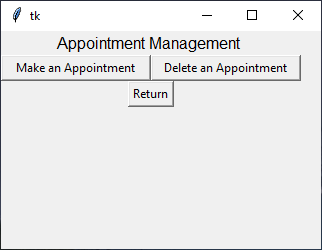 tk
Appointment Management
Make an Appointment Delete an Appointment
Return